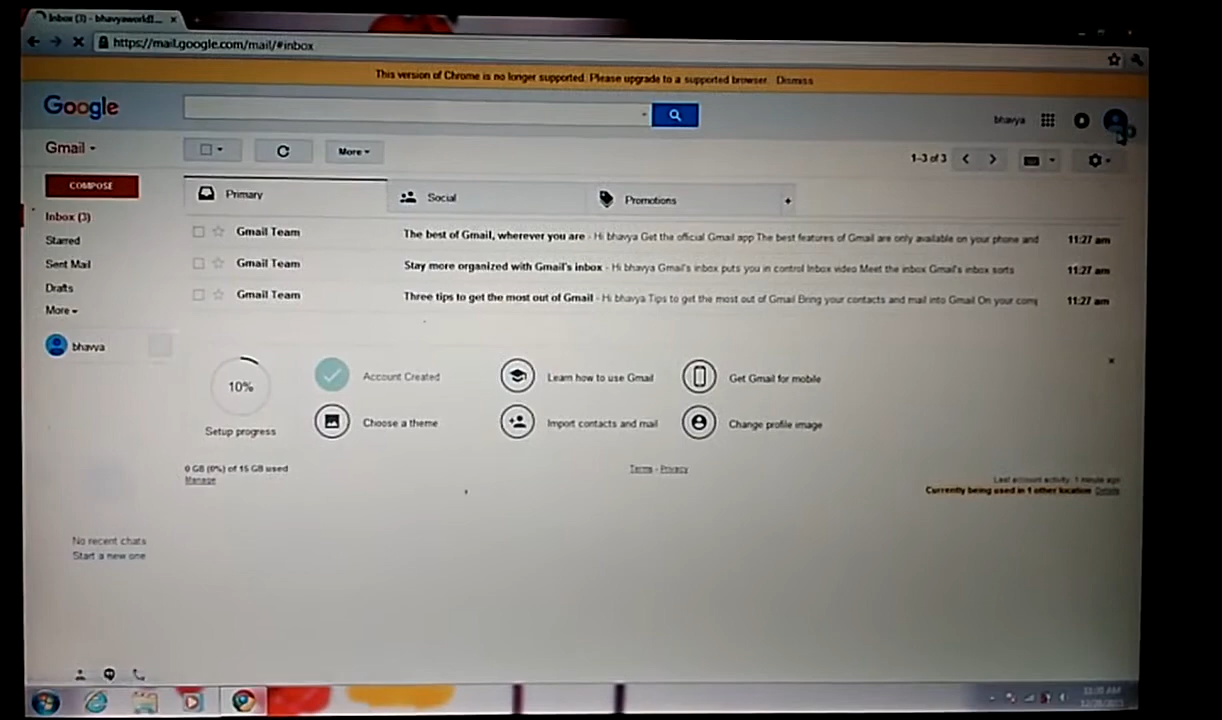 Inbox (3) - bhavyaworld1... ×
https://mail.google.com/mail/#inbox
This version of Chrome is no longer supported. Please upgrade to a supported browser. Dismiss
Google
bhavya
Gmail
More
1-3 of 3
COMPOSE
Primary
Social
Promotions
+
Inbox (3)
Starred
Sent Mail
Drafts
More
bhavya
Gmail Team
The best of Gmail, wherever you are - Hi bhavya Get the official Gmail app The best features of Gmail are only available on your phone and
11:27 am
Gmail Team
Stay more organized with Gmail's inbox - Hi bhavya Gmail's inbox puts you in control Inbox video Meet the inbox Gmail's inbox sorts
11:27 am
Gmail Team
Three tips to get the most out of Gmail - Hi bhavya Tips to get the most out of Gmail Bring your contacts and mail into Gmail On your comp
11:27 am
10%
Setup progress
Account Created
Learn how to use Gmail
Get Gmail for mobile
Choose a theme
Import contacts and mail
Change profile image
0 GB (0%) of 15 GB used
Manage
Terms - Privacy
Last account activity: 1 minute ago
Currently being used in 1 other location Details
No recent chats
Start a new one